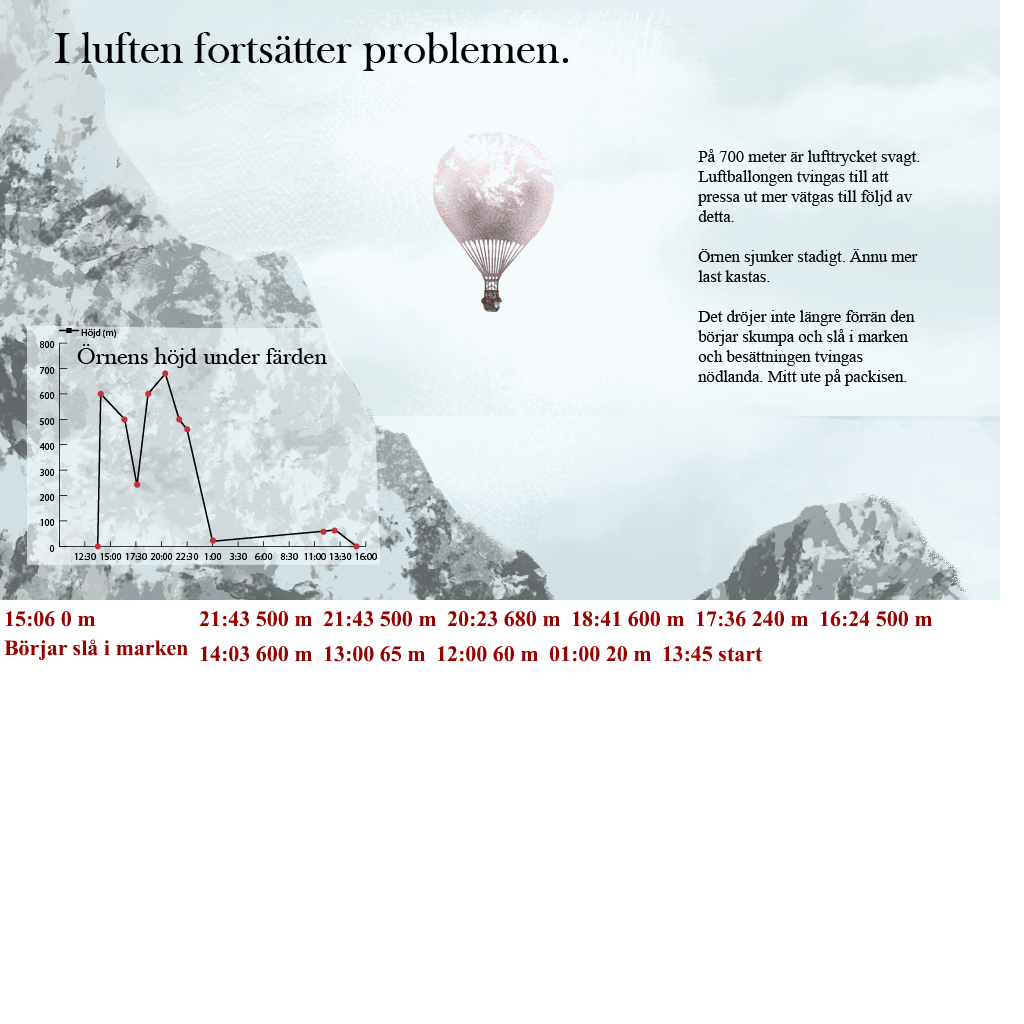 I luften fortsätter problemen.
På 700 meter är lufttrycket svagt.
Luftballongen tvingas till att
pressa ut mer vätgas till följd av
detta.
Örnen sjunker stadigt. Ännu mer
last kastas.
Det dröjer inte längre förrän den
börjar skumpa och slå i marken
och besättningen tvingas
nödlanda. Mitt ute på packisen.
Höjd (m)
Örnens höjd under färden
800
700
600
500
400
300
200
100
0
12:30 15:00 17:30 20:00 22:30 1:00 3:30 6:00 8:30 11:00 13:30 16:00
15:06 0 m
Börjar slå i marken
21:43 500 m 21:43 500 m 20:23 680 m 18:41 600 m 17:36 240 m 16:24 500 m
14:03 600 m 13:00 65 m 12:00 60 m 01:00 20 m 13:45 start